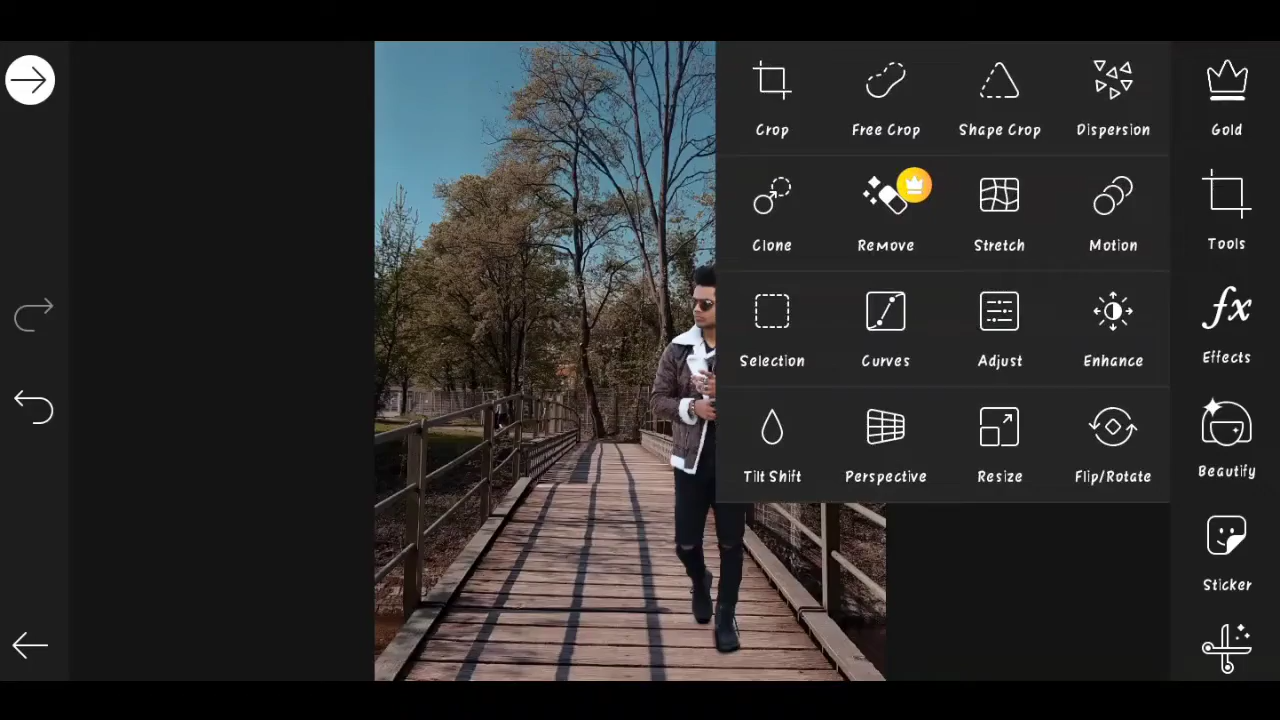 Crop Free Crop Shape Crop Dispersion
Clone Remove Stretch Motion
Selection Curves Adjust Enhance
Tilt Shift Perspective Resize Flip/Rotate
Gold
Tools
fx
Effects
Beautify
Sticker